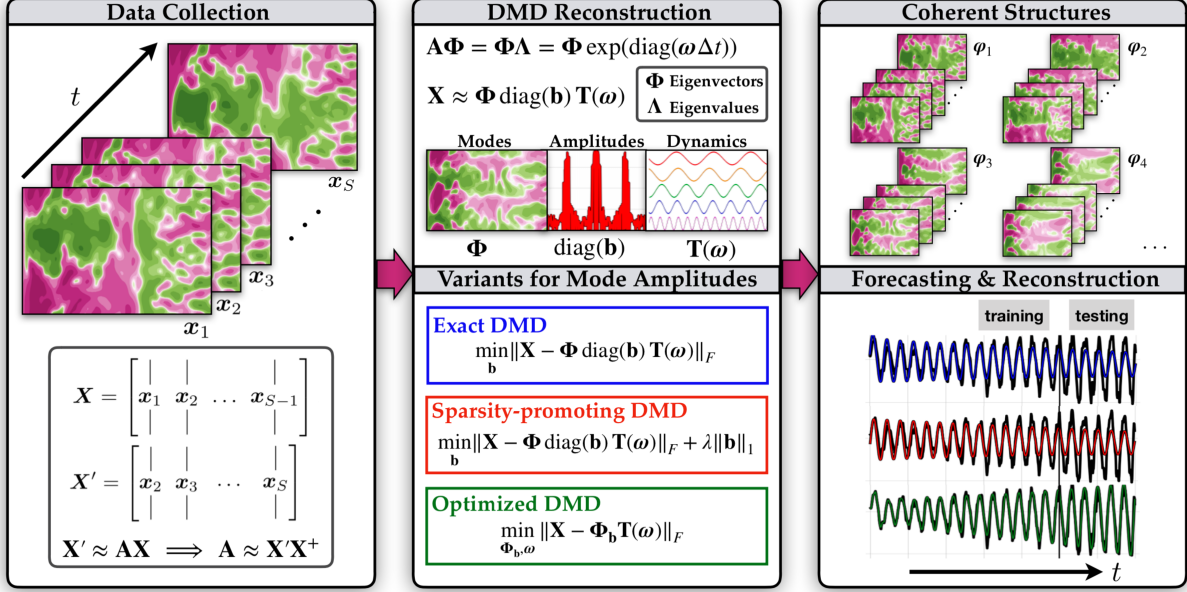 Data Collection
t
x_S
x_3
x_2
x_1
X = [x_1 x_2 … x_{S−1}]
X′ = [x_2 x_3 … x_S]
X′ ≈ AX ⟹ A ≈ X′X⁺
DMD Reconstruction
AΦ = ΦΛ = Φ exp(diag(ωΔt))
X ≈ Φ diag(b) T(ω)
Φ Eigenvectors
Λ Eigenvalues
Modes Amplitudes Dynamics
Φ diag(b) T(ω)
Variants for Mode Amplitudes
Exact DMD
min_b ‖X − Φ diag(b) T(ω)‖_F
Sparsity-promoting DMD
min_b ‖X − Φ diag(b) T(ω)‖_F + λ‖b‖_1
Optimized DMD
min_{Φ_b,ω} ‖X − Φ_b T(ω)‖_F
Coherent Structures
φ_1 φ_2
φ_3 φ_4
...
Forecasting & Reconstruction
training testing
t